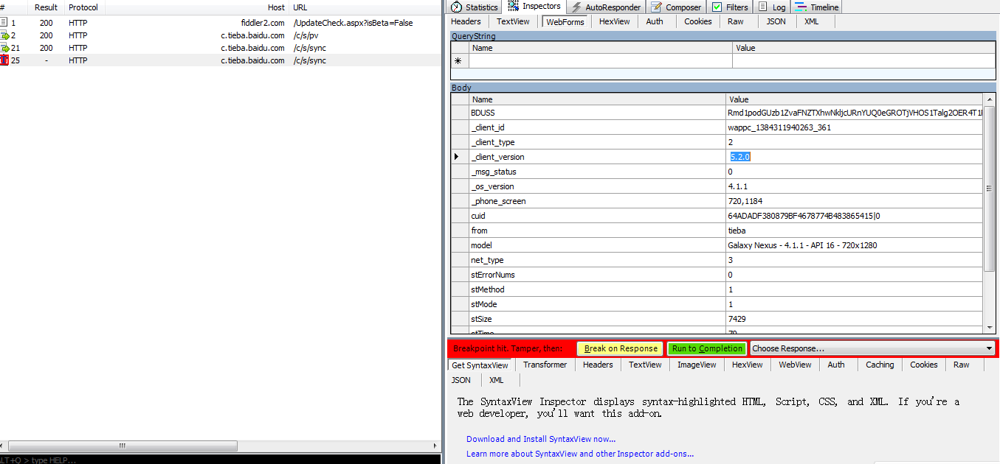 # Result Protocol Host URL
1 200 HTTP fiddler2.com /UpdateCheck.aspx?isBeta=False
2 200 HTTP c.tieba.baidu.com /c/s/pv
21 200 HTTP c.tieba.baidu.com /c/s/sync
25 - HTTP c.tieba.baidu.com /c/s/sync
LT+Q > type HELP...
Statistics Inspectors AutoResponder Composer Filters Log Timeline
Headers TextView WebForms HexView Auth Cookies Raw JSON XML
QueryString
Name Value
Body
Name Value
BDUSS
_client_id wappc_1384311940263_361
_client_type 2
_client_version 5.2.0
_msg_status 0
_os_version 4.1.1
_phone_screen 720,1184
cuid 64ADADF380879BF4678774B483865415|0
from tieba
model Galaxy Nexus - 4.1.1 - API 16 - 720x1280
net_type 3
stErrorNums 0
stMethod 1
stMode 1
stSize 7429
stTime 70
Breakpoint hit. Tamper, then: Break on Response Run to Completion Choose Response...
Get SyntaxView Transformer Headers TextView ImageView HexView WebView Auth Caching Cookies Raw
JSON XML
The SyntaxView Inspector displays syntax-highlighted HTML, Script, CSS, and XML. If you're a
web developer, you'll want this add-on.
Download and Install SyntaxView now...
Learn more about SyntaxView and other Inspector add-ons...